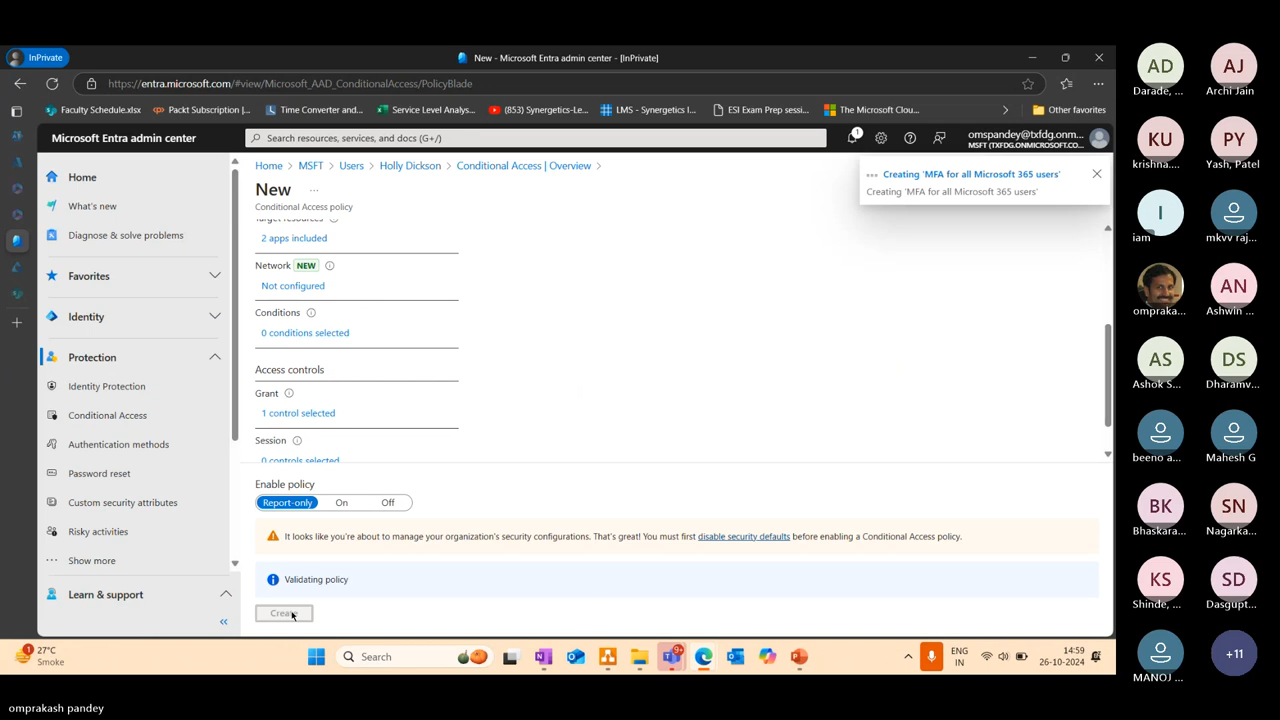 InPrivate
New - Microsoft Entra admin center - [InPrivate]
https://entra.microsoft.com/#view/Microsoft_AAD_ConditionalAccess/PolicyBlade
Faculty Schedule.xlsx
Packt Subscription |...
Time Converter and...
Service Level Analys...
(853) Synergetics-Le...
LMS - Synergetics I...
ESI Exam Prep sessi...
The Microsoft Clou...
Other favorites
Microsoft Entra admin center
Search resources, services, and docs (G+/)
1
omspandey@txfdg.onm...
MSFT (TXFDG.ONMICROSOFT.CO...
Home
What's new
Diagnose & solve problems
Favorites
Identity
Protection
Identity Protection
Conditional Access
Authentication methods
Password reset
Custom security attributes
Risky activities
Show more
Learn & support
Home > MSFT > Users > Holly Dickson > Conditional Access | Overview >
New ...
Conditional Access policy
Creating 'MFA for all Microsoft 365 users'
Creating 'MFA for all Microsoft 365 users'
Target resources
2 apps included
Network NEW
Not configured
Conditions
0 conditions selected
Access controls
Grant
1 control selected
Session
0 controls selected
Enable policy
Report-only On Off
It looks like you're about to manage your organization's security configurations. That's great! You must first disable security defaults before enabling a Conditional Access policy.
Validating policy
Create
27°C
Smoke
1
Search
9+
ENG
IN
14:59
26-10-2024
AD
Darade, ...
AJ
Archi Jain
KU
krishna....
PY
Yash, Patel
I
iam
mkvv raj...
ompraka...
AN
Ashwin ...
AS
Ashok S...
DS
Dharamv...
beeno a...
Mahesh G
BK
Bhaskara...
SN
Nagarka...
KS
Shinde, ...
SD
Dasgupt...
MANOJ ...
+11
omprakash pandey